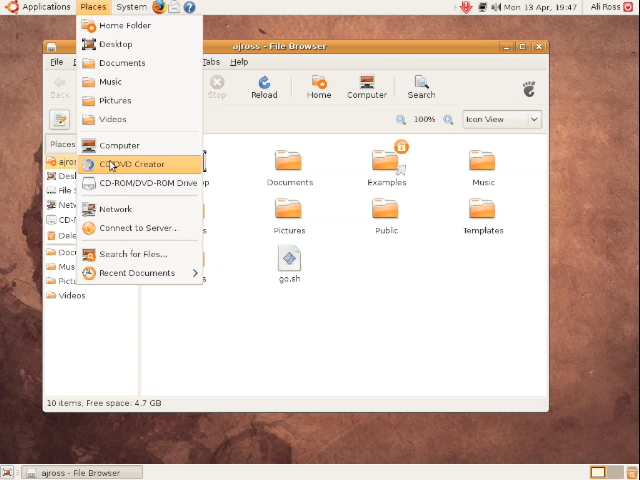 Applications Places System Mon 13 Apr, 19:47 Ali Ross
ajross - File Browser
File Tabs Help
Home Folder
Desktop
Documents
Music
Pictures
Videos
Computer
CD/DVD Creator
CD-ROM/DVD-ROM Drive
Network
Connect to Server...
Search for Files...
Recent Documents
Back Stop Reload Home Computer Search
100% Icon View
Places
Documents Examples Music
Pictures Public Templates
go.sh
Videos
10 items, Free space: 4.7 GB
ajross - File Browser